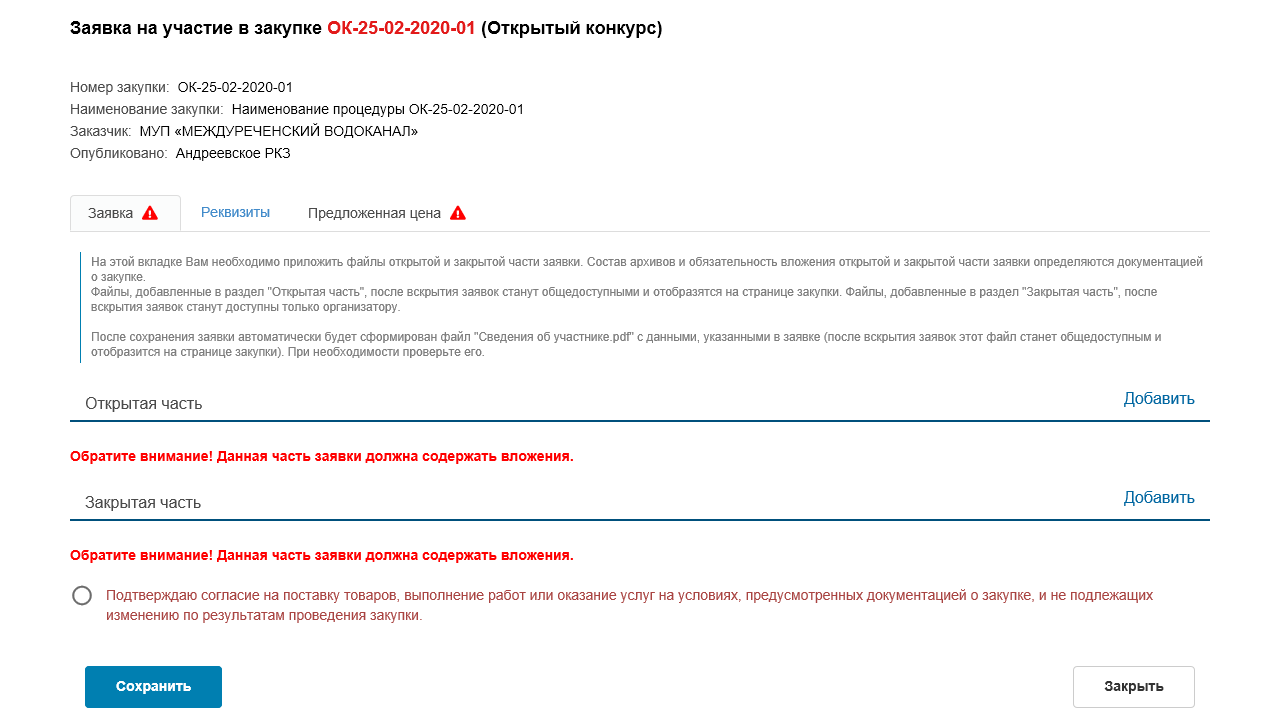 Заявка на участие в закупке ОК-25-02-2020-01 (Открытый конкурс)
Номер закупки: ОК-25-02-2020-01
Наименование закупки: Наименование процедуры ОК-25-02-2020-01
Заказчик: МУП «МЕЖДУРЕЧЕНСКИЙ ВОДОКАНАЛ»
Опубликовано: Андреевское РКЗ
Заявка Реквизиты Предложенная цена
На этой вкладке Вам необходимо приложить файлы открытой и закрытой части заявки. Состав архивов и обязательность вложения открытой и закрытой части заявки определяются документацией
о закупке.
Файлы, добавленные в раздел "Открытая часть", после вскрытия заявок станут общедоступными и отобразятся на странице закупки. Файлы, добавленные в раздел "Закрытая часть", после
вскрытия заявок станут доступны только организатору.
После сохранения заявки автоматически будет сформирован файл "Сведения об участнике.pdf" с данными, указанными в заявке (после вскрытия заявок этот файл станет общедоступным и
отобразится на странице закупки). При необходимости проверьте его.
Открытая часть Добавить
Обратите внимание! Данная часть заявки должна содержать вложения.
Закрытая часть Добавить
Обратите внимание! Данная часть заявки должна содержать вложения.
Подтверждаю согласие на поставку товаров, выполнение работ или оказание услуг на условиях, предусмотренных документацией о закупке, и не подлежащих
изменению по результатам проведения закупки.
Сохранить Закрыть